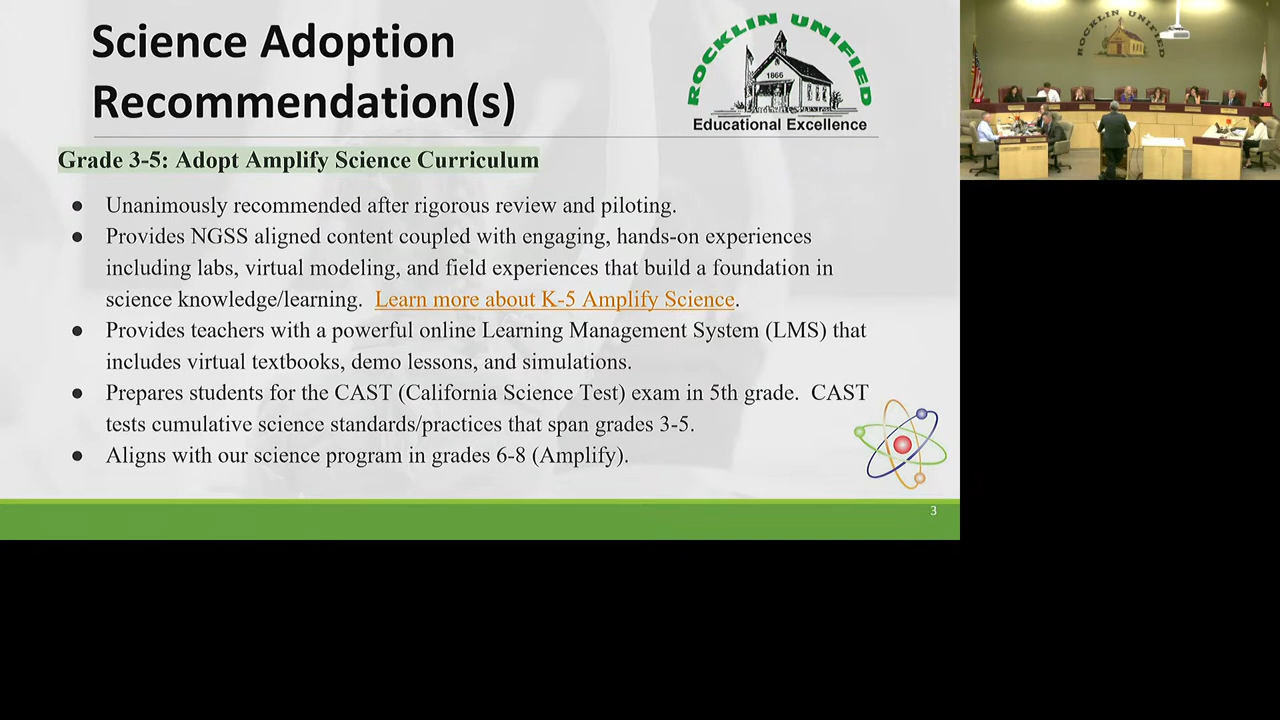 Science Adoption
Recommendation(s)
ROCKLIN UNIFIED
1866
Educational Excellence
Grade 3-5: Adopt Amplify Science Curriculum
● Unanimously recommended after rigorous review and piloting.
● Provides NGSS aligned content coupled with engaging, hands-on experiences
including labs, virtual modeling, and field experiences that build a foundation in
science knowledge/learning. Learn more about K-5 Amplify Science.
● Provides teachers with a powerful online Learning Management System (LMS) that
includes virtual textbooks, demo lessons, and simulations.
● Prepares students for the CAST (California Science Test) exam in 5th grade. CAST
tests cumulative science standards/practices that span grades 3-5.
● Aligns with our science program in grades 6-8 (Amplify).
3
ROCKLIN UNIFIED